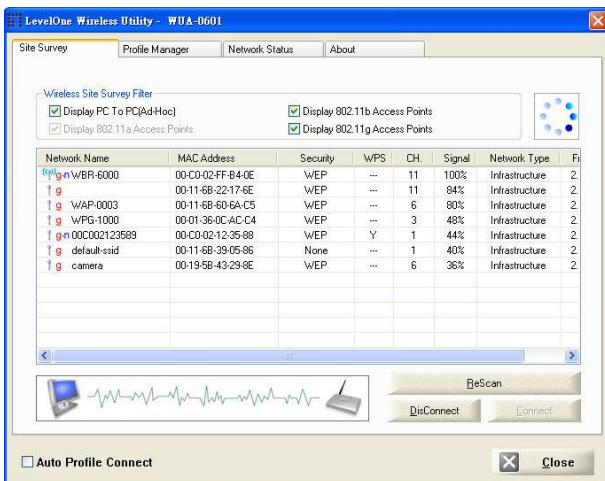 LevelOne Wireless Utility - WUA-0601
Site Survey Profile Manager Network Status About
Wireless Site Survey Filter
Display PC To PC(Ad-Hoc) Display 802.11b Access Points
Display 802.11a Access Points Display 802.11g Access Points
Network Name MAC Address Security WPS CH. Signal Network Type
g-n WBR-6000 00-C0-02-FF-B4-0E WEP --- 11 100% Infrastructure 2.
g 00-11-6B-22-17-6E WEP --- 11 84% Infrastructure 2.
g WAP-0003 00-11-6B-60-6A-C5 WEP --- 6 80% Infrastructure 2.
g WPG-1000 00-01-36-0C-AC-C4 WEP --- 3 48% Infrastructure 2.
g-n 00C002123589 00-C0-02-12-35-88 WEP Y 1 44% Infrastructure 2.
g default-ssid 00-11-6B-39-05-86 None --- 1 40% Infrastructure 2.
g camera 00-19-5B-43-29-8E WEP --- 6 36% Infrastructure 2.
ReScan
DisConnect Connect
Auto Profile Connect Close